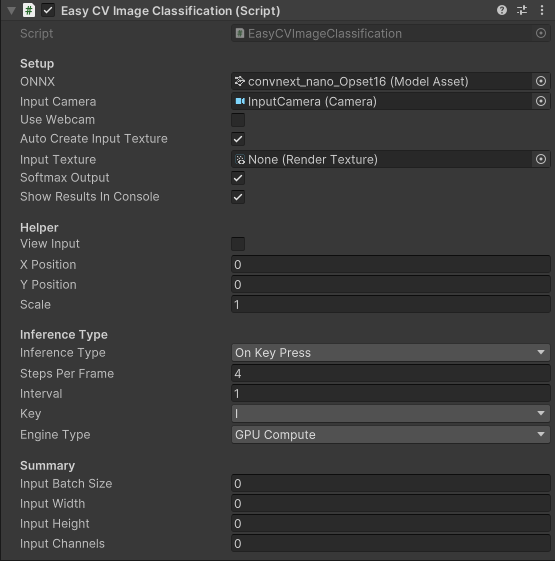 Easy CV Image Classification (Script)
Script EasyCVImageClassification
Setup
ONNX convnext_nano_Opset16 (Model Asset)
Input Camera InputCamera (Camera)
Use Webcam
Auto Create Input Texture
Input Texture None (Render Texture)
Softmax Output
Show Results In Console
Helper
View Input
X Position 0
Y Position 0
Scale 1
Inference Type
Inference Type On Key Press
Steps Per Frame 4
Interval 1
Key I
Engine Type GPU Compute
Summary
Input Batch Size 0
Input Width 0
Input Height 0
Input Channels 0